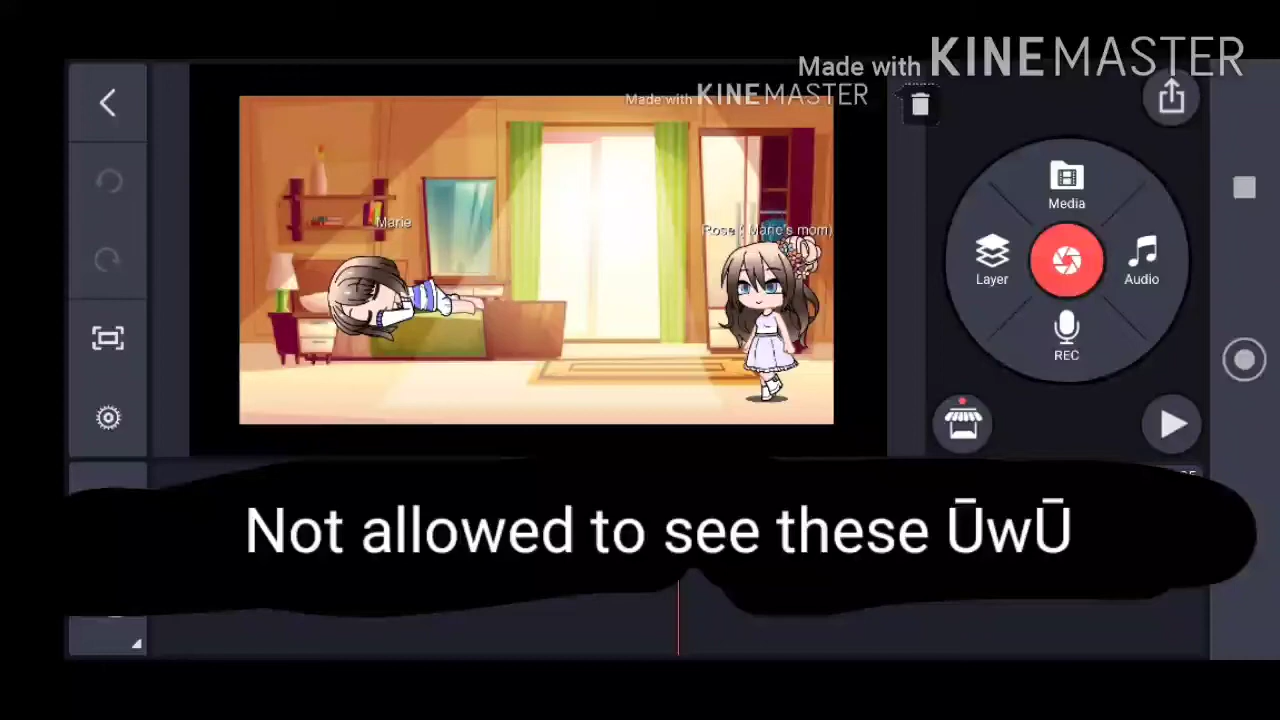 Made with KINEMASTER
Made with KINEMASTER
Media
Marie
Rose ( Marie's mom)
Layer
Audio
REC
Not allowed to see these ŪwŪ